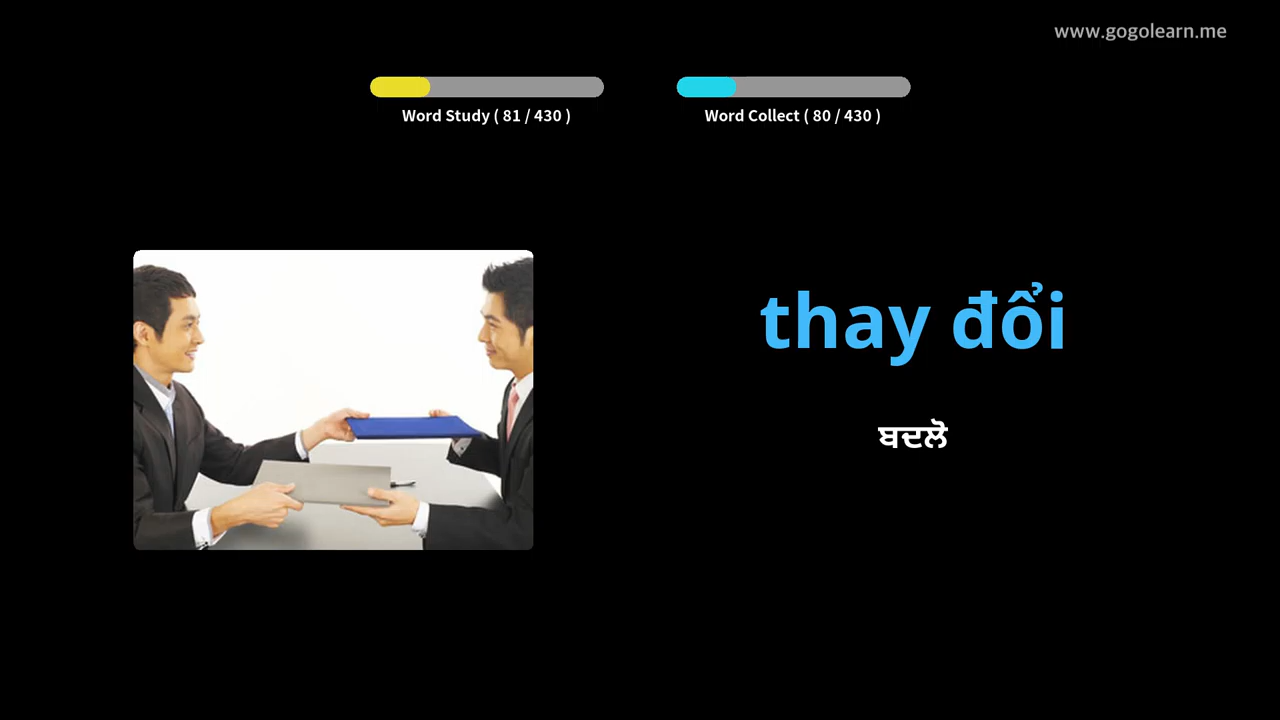 www.gogolearn.me
Word Study ( 81 / 430 )
Word Collect ( 80 / 430 )
thay đổi
ਬਦਲੋ